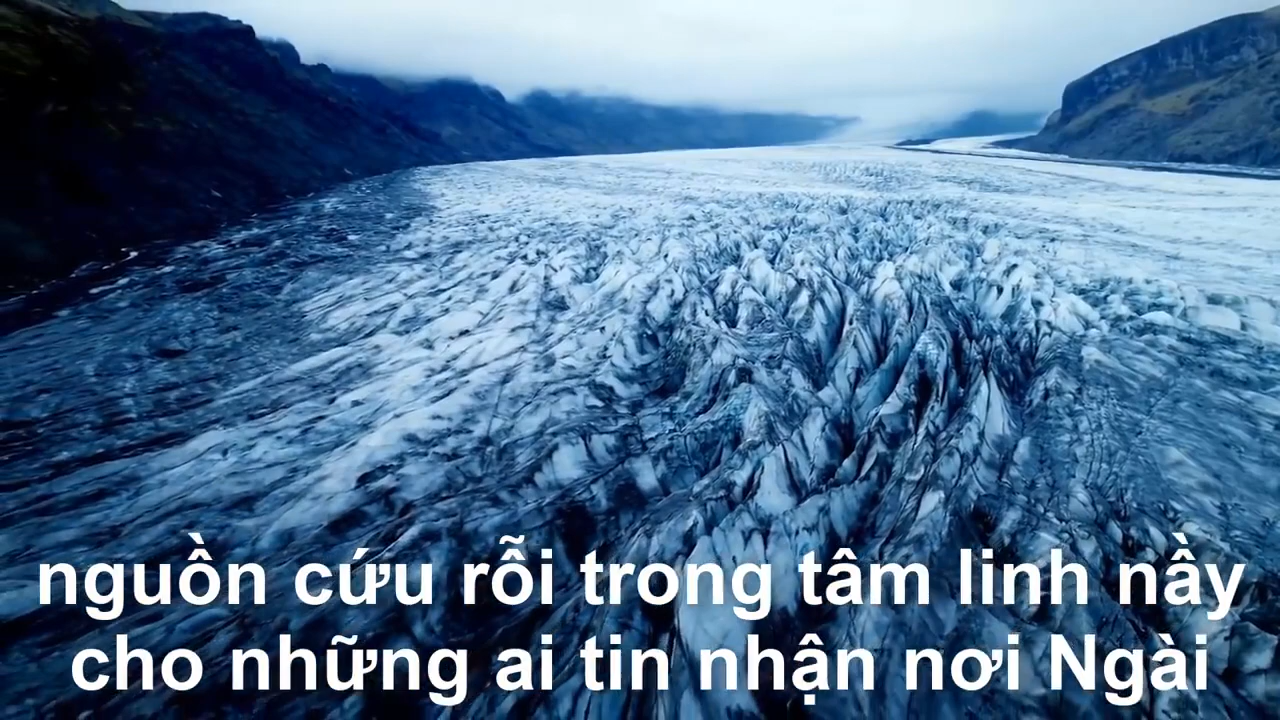 nguồn cứu rỗi trong tâm linh nầy
cho những ai tin nhận nơi Ngài